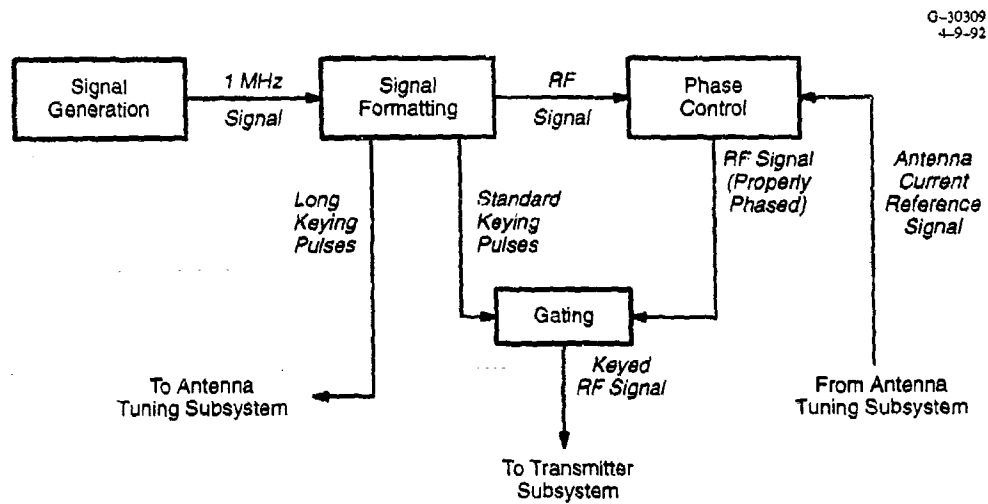 G-30309
4-9-92
Signal
Generation
1 MHz
Signal
Signal
Formatting
RF
Signal
Phase
Control
Long
Keying
Pulses
Standard
Keying
Pulses
RF Signal
(Properly
Phased)
Antenna
Current
Reference
Signal
Gating
Keyed
RF Signal
To Antenna
Tuning Subsystem
From Antenna
Tuning Subsystem
To Transmitter
Subsystem